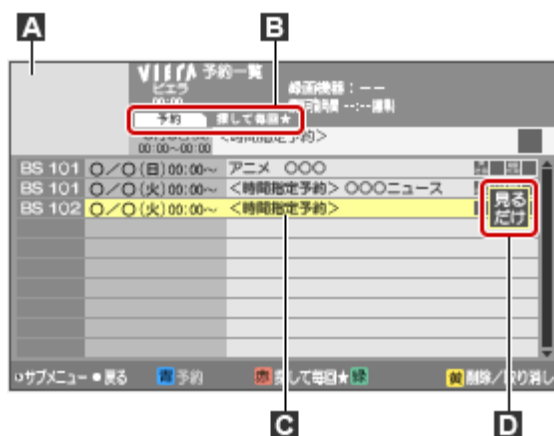 A
B
VIErA 予約一覧
ビエラ
録画機器：－－
00:00
--:--
予約 探して毎回★
00:00～00:00 <時間指定予約>
BS 101 〇／〇(日)00:00～ アニメ 〇〇〇
BS 101 〇／〇(火)00:00～ <時間指定予約> 〇〇〇ニュース
BS 102 〇／〇(火)00:00～ <時間指定予約>
見る
だけ
サブメニュー 戻る 青 予約 赤 探して毎回★ 緑 黄 削除／取り消し
C
D